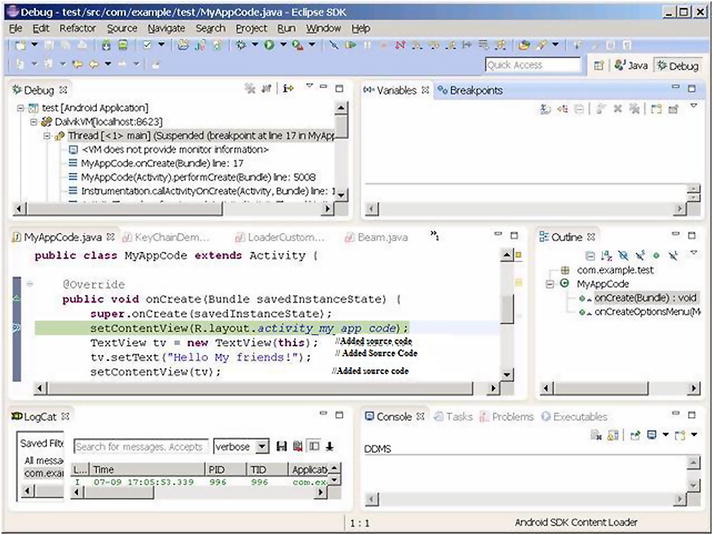 Debug - test/src/com/example/test/MyAppCode.java - Eclipse SDK
File Edit Refactor Source Navigate Search Project Run Window Help
Quick Access Java Debug
Debug
test [Android Application]
DalvikVM[localhost:8623]
Thread [<1> main] (Suspended (breakpoint at line 17 in MyApp
<VM does not provide monitor information>
MyAppCode.onCreate(Bundle) line: 17
MyAppCode(Activity).performCreate(Bundle) line: 5008
Instrumentation.callActivityOnCreate(Activity, Bundle) line: 1
Variables Breakpoints
MyAppCode.java KeyChainDem... LoaderCustom... Beam.java »1
public class MyAppCode extends Activity {
@Override
public void onCreate(Bundle savedInstanceState) {
super.onCreate(savedInstanceState);
setContentView(R.layout.activity_my_app_code);
TextView tv = new TextView(this); //Added source code
tv.setText("Hello My friends!"); // Added Source Code
setContentView(tv); //Added source code
Outline
com.example.test
MyAppCode
onCreate(Bundle) : void
onCreateOptionsMenu(M
LogCat
Saved Filte
All messa
com.exa
Search for messages. Accepts verbose
L... Time PID TID Applicat
I 07-09 17:05:53.339 996 996 com.ex
Console Tasks Problems Executables
DDMS
1 : 1 Android SDK Content Loader